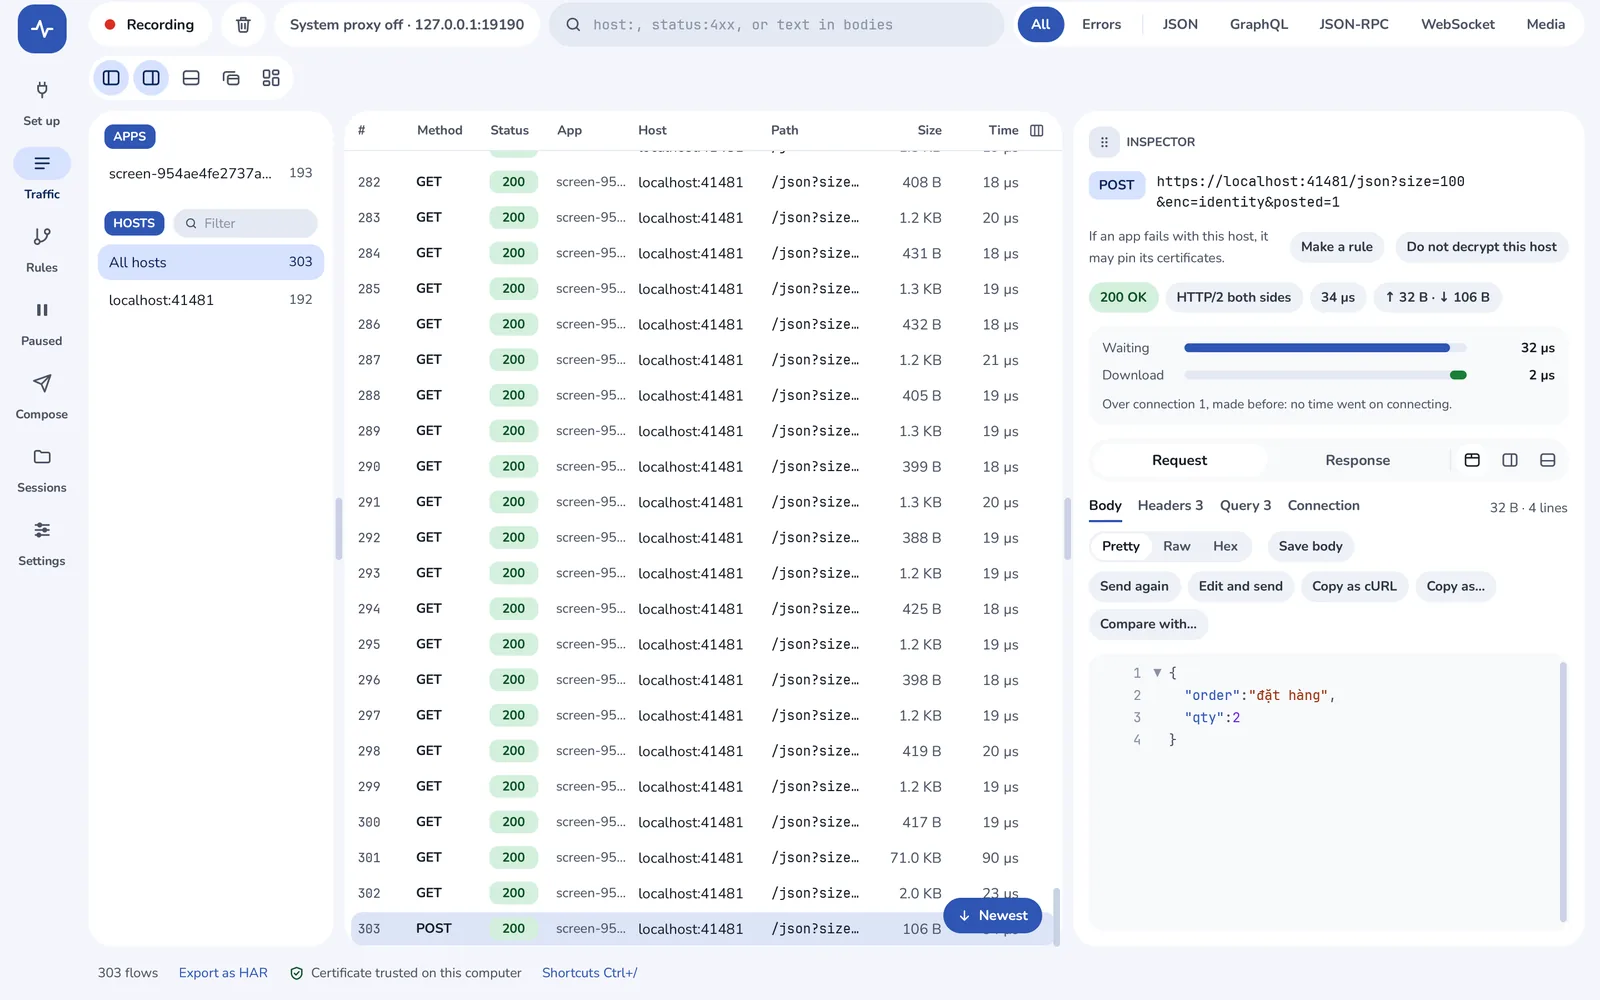 Recording
System proxy off · 127.0.0.1:19190
host:, status:4xx, or text in bodies
All
Errors
JSON
GraphQL
JSON-RPC
WebSocket
Media
Set up
Traffic
Rules
Paused
Compose
Sessions
Settings
APPS
screen-954ae4fe2737a... 193
HOSTS
Filter
All hosts 303
localhost:41481 192
# Method Status App Host Path Size Time
282 GET 200 screen-95... localhost:41481 /json?size… 408 B 18 µs
283 GET 200 screen-95... localhost:41481 /json?size… 1.2 KB 20 µs
284 GET 200 screen-95... localhost:41481 /json?size… 431 B 18 µs
285 GET 200 screen-95... localhost:41481 /json?size… 1.3 KB 19 µs
286 GET 200 screen-95... localhost:41481 /json?size… 432 B 18 µs
287 GET 200 screen-95... localhost:41481 /json?size… 1.2 KB 21 µs
288 GET 200 screen-95... localhost:41481 /json?size… 405 B 19 µs
289 GET 200 screen-95... localhost:41481 /json?size… 1.3 KB 19 µs
290 GET 200 screen-95... localhost:41481 /json?size… 399 B 18 µs
291 GET 200 screen-95... localhost:41481 /json?size… 1.3 KB 20 µs
292 GET 200 screen-95... localhost:41481 /json?size… 388 B 19 µs
293 GET 200 screen-95... localhost:41481 /json?size… 1.2 KB 19 µs
294 GET 200 screen-95... localhost:41481 /json?size… 425 B 18 µs
295 GET 200 screen-95... localhost:41481 /json?size… 1.2 KB 19 µs
296 GET 200 screen-95... localhost:41481 /json?size… 398 B 18 µs
297 GET 200 screen-95... localhost:41481 /json?size… 1.2 KB 19 µs
298 GET 200 screen-95... localhost:41481 /json?size… 419 B 20 µs
299 GET 200 screen-95... localhost:41481 /json?size… 1.2 KB 19 µs
300 GET 200 screen-95... localhost:41481 /json?size… 417 B 19 µs
301 GET 200 screen-95... localhost:41481 /json?size… 71.0 KB 90 µs
302 GET 200 screen-95... localhost:41481 /json?size… 2.0 KB 23 µs
303 POST 200 screen-95... localhost:41481 /json?size… 106 B
↓ Newest
INSPECTOR
POST https://localhost:41481/json?size=100
&enc=identity&posted=1
If an app fails with this host, it
may pin its certificates.
Make a rule
Do not decrypt this host
200 OK
HTTP/2 both sides
34 µs
↑ 32 B · ↓ 106 B
Waiting 32 µs
Download 2 µs
Over connection 1, made before: no time went on connecting.
Request
Response
Body
Headers 3
Query 3
Connection
32 B · 4 lines
Pretty
Raw
Hex
Save body
Send again
Edit and send
Copy as cURL
Copy as...
Compare with...
1 ▼ {
2 "order":"đặt hàng",
3 "qty":2
4 }
303 flows
Export as HAR
Certificate trusted on this computer
Shortcuts Ctrl+/